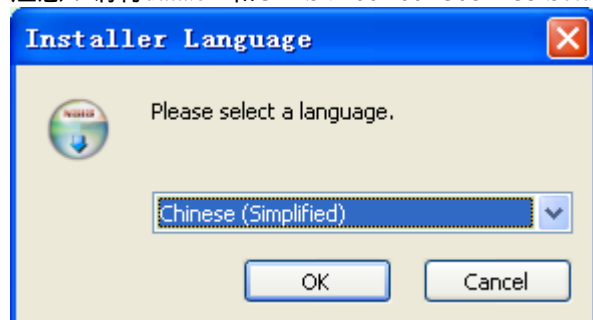 Installer Language
Please select a language.
Chinese (Simplified)
OK
Cancel